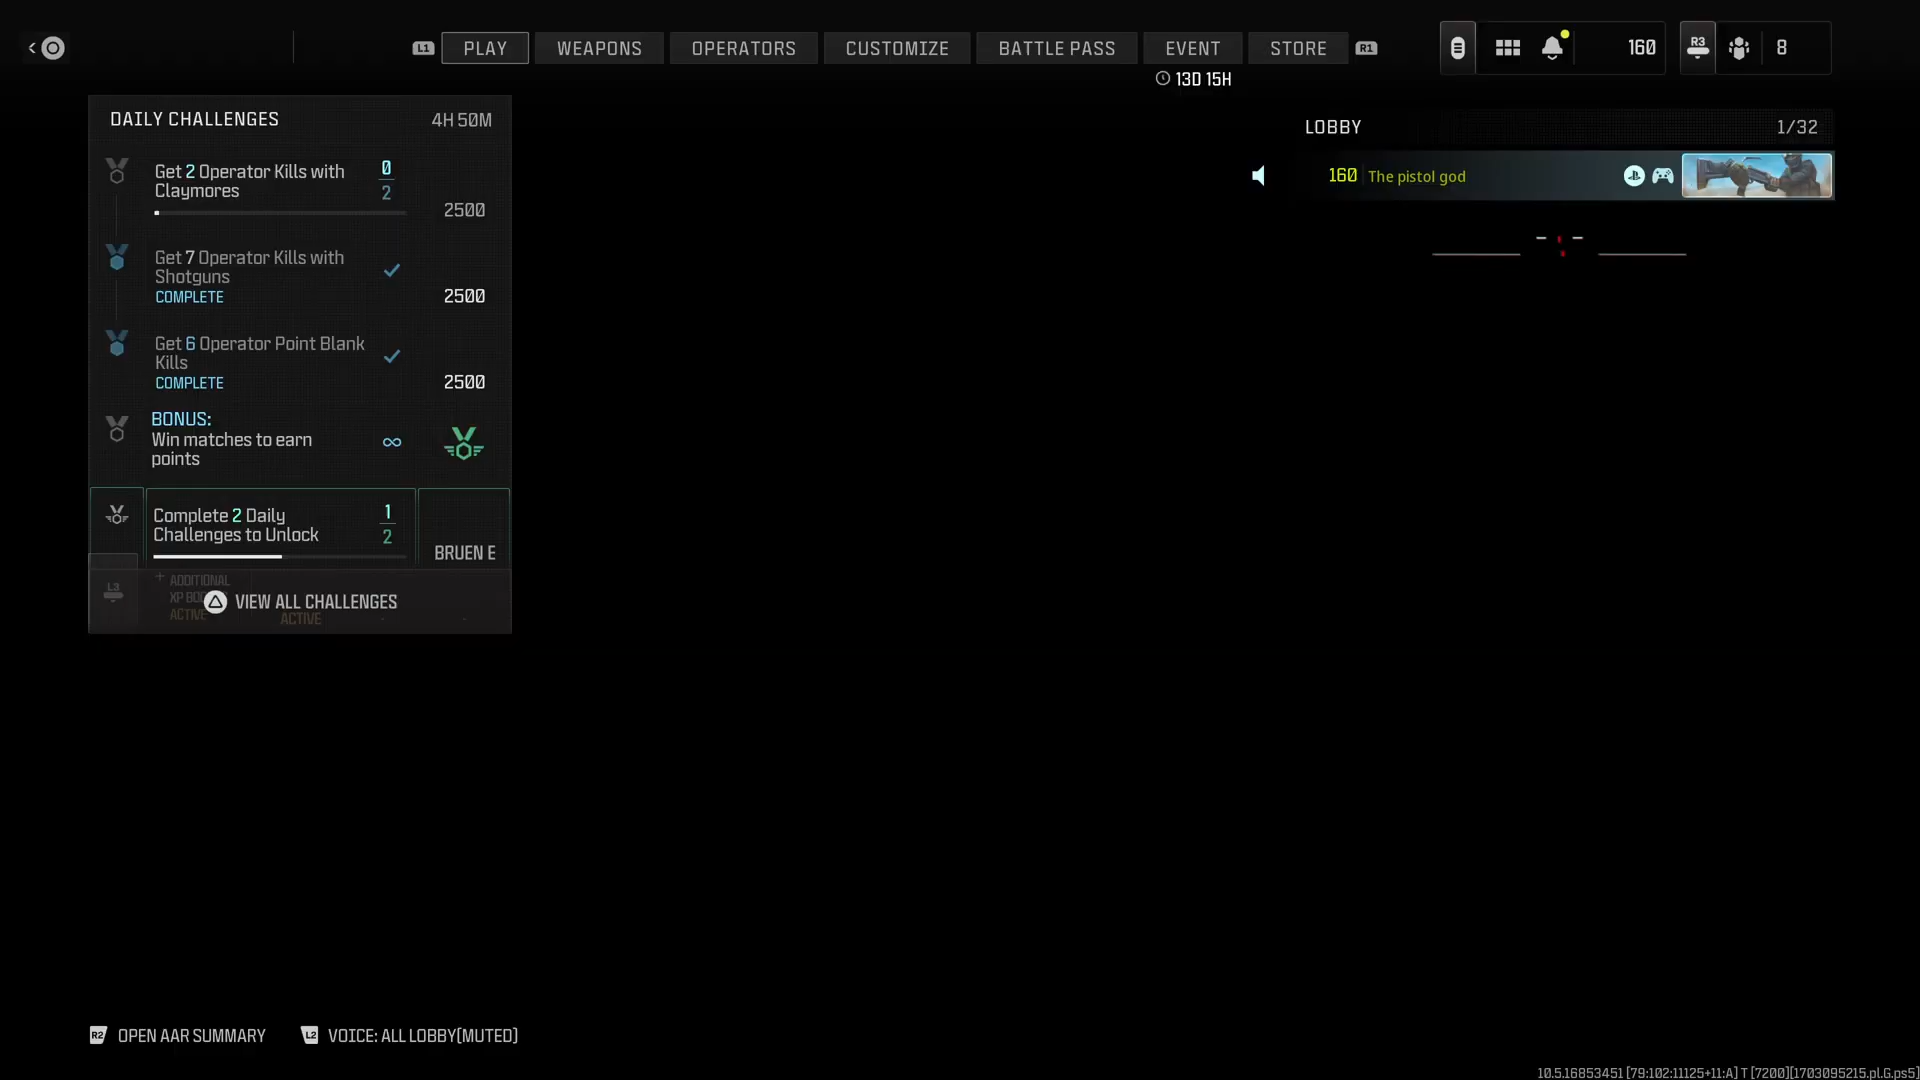 L1 PLAY WEAPONS OPERATORS CUSTOMIZE BATTLE PASS EVENT STORE R1 160 R3 8
13D 15H
DAILY CHALLENGES 4H 50M
Get 2 Operator Kills with
Claymores
0
2
2500
Get 7 Operator Kills with
Shotguns
COMPLETE
2500
Get 6 Operator Point Blank
Kills
COMPLETE
2500
BONUS:
Win matches to earn
points
∞
Complete 2 Daily
Challenges to Unlock
1
2
BRUEN E
L3
+ ADDITIONAL
ACTIVE
VIEW ALL CHALLENGES
ACTIVE
LOBBY 1/32
160 The pistol god
R2 OPEN AAR SUMMARY L2 VOICE: ALL LOBBY(MUTED)
10.5.16853451 [79:102:11125+11:A] T [7200][1703095215.pl.G.ps5]